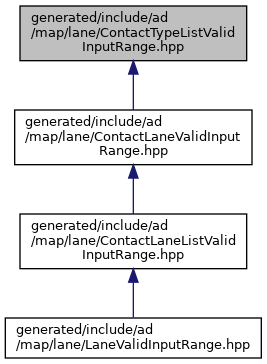 generated/include/ad
/map/lane/ContactTypeListValid
InputRange.hpp
generated/include/ad
/map/lane/ContactLaneValidInput
Range.hpp
generated/include/ad
/map/lane/ContactLaneListValid
InputRange.hpp
generated/include/ad
/map/lane/LaneValidInputRange.hpp